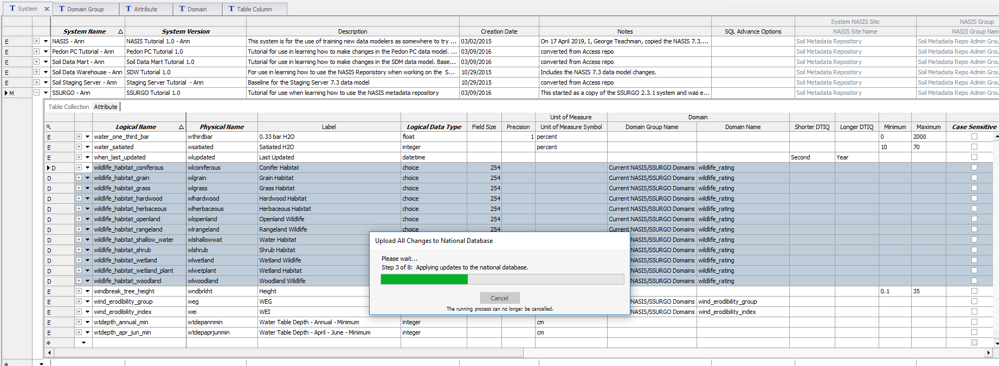 System Domain Group Attribute Domain Table Column
System NASIS Site NASIS Group
System Name System Version Description Creation Date Notes SQL Advance Options NASIS Site Name NASIS Group Nam
E NASIS - Ann NASIS Tutorial 1.0 - Ann This system is for the use of training new data modelers as somewhere to try ... 03/02/2015 On 17 April 2019, I, George Teachman, copied the NASIS 7.3.... Soil Metadata Repository Soil Metadata Repo Admin Grou
E Pedon PC Tutorial - Ann Pedon PC Tutorial 1.0 Tutorial for use in learning how to make changes in the Pedon PC data model. ... 03/09/2016 converted from Access repo Soil Metadata Repository Soil Metadata Repo Admin Grou
E Soil Data Mart - Ann Soil Data Mart Tutorial 1.0 Tutorial for use in learning how to make changes in the SDM data model. Base... 03/09/2016 converted from Access repo Soil Metadata Repository Soil Metadata Repo Admin Grou
E Soil Data Warehouse - Ann SDW Tutorial 1.0 For use in learning how to use the NASIS Reporistory when working on the S... 10/29/2015 Includes the NASIS 7.3 data model changes. Soil Metadata Repository Soil Metadata Repo Admin Grou
E Soil Staging Server - Ann Staging Server Tutorial - Ann Baseline for the Staging Server 7.3 data model 10/29/2015 converted from Access repo Soil Metadata Repository Soil Metadata Repo Admin Grou
M SSURGO - Ann SSURGO Tutorial 1.0 Tutorial for use when learning how to use the NASIS metadata repository 03/09/2016 This started as a copy of the SSURGO 2.3.1 system and was e... Soil Metadata Repository Soil Metadata Repo Admin Grou
Table Collection Attribute
Unit of Measure Domain
Logical Name Physical Name Label Logical Data Type Field Size Precision Unit of Measure Symbol Domain Group Name Domain Name Shorter DTIQ Longer DTIQ Minimum Maximum Case Sensitive
E water_one_third_bar wthirdbar 0.33 bar H2O float 1 percent 0 2000
E water_satiated wsatiated Satiated H2O integer percent 10 70
E when_last_updated wlupdated Last Updated datetime Second Year
D wildlife_habitat_coniferous wlconiferous Conifer Habitat choice 254 Current NASIS/SSURGO Domains wildlife_rating
D wildlife_habitat_grain wlgrain Grain Habitat choice 254 Current NASIS/SSURGO Domains wildlife_rating
D wildlife_habitat_grass wlgrass Grass Habitat choice 254 Current NASIS/SSURGO Domains wildlife_rating
D wildlife_habitat_hardwood wlhardwood Hardwood Habitat choice 254 Current NASIS/SSURGO Domains wildlife_rating
D wildlife_habitat_herbaceous wlherbaceous Herbaceous Habitat choice 254 Current NASIS/SSURGO Domains wildlife_rating
D wildlife_habitat_openland wlopenland Openland Wildlife choice 254 Current NASIS/SSURGO Domains wildlife_rating
D wildlife_habitat_rangeland wlrangeland Rangeland Wildlife choice 254 Current NASIS/SSURGO Domains wildlife_rating
D wildlife_habitat_shallow_water wlshallowwat Water Habitat NASIS/SSURGO Domains wildlife_rating
D wildlife_habitat_shrub wlshrub Shrub Habitat NASIS/SSURGO Domains wildlife_rating
D wildlife_habitat_wetland wlwetland Wetland Wildlife NASIS/SSURGO Domains wildlife_rating
D wildlife_habitat_wetland_plant wlwetplant Wetland Habitat NASIS/SSURGO Domains wildlife_rating
D wildlife_habitat_woodland wlwoodland Woodland Wildlife NASIS/SSURGO Domains wildlife_rating
E windbreak_tree_height wndbrkht Height 0.1 35
E wind_erodibility_group weg WEG NASIS/SSURGO Domains wind_erodibility_group
E wind_erodibility_index wei WEI NASIS/SSURGO Domains wind_erodibility_index
E wtdepth_annual_min wtdepannmin Water Table Depth - Annual - Minimum integer cm
E wtdepth_apr_jun_min wtdepaprjunmin Water Table Depth - April - June - Minimum integer cm
Upload All Changes to National Database
Please wait...
Step 3 of 8: Applying updates to the national database.
Cancel
The running process can no longer be cancelled.